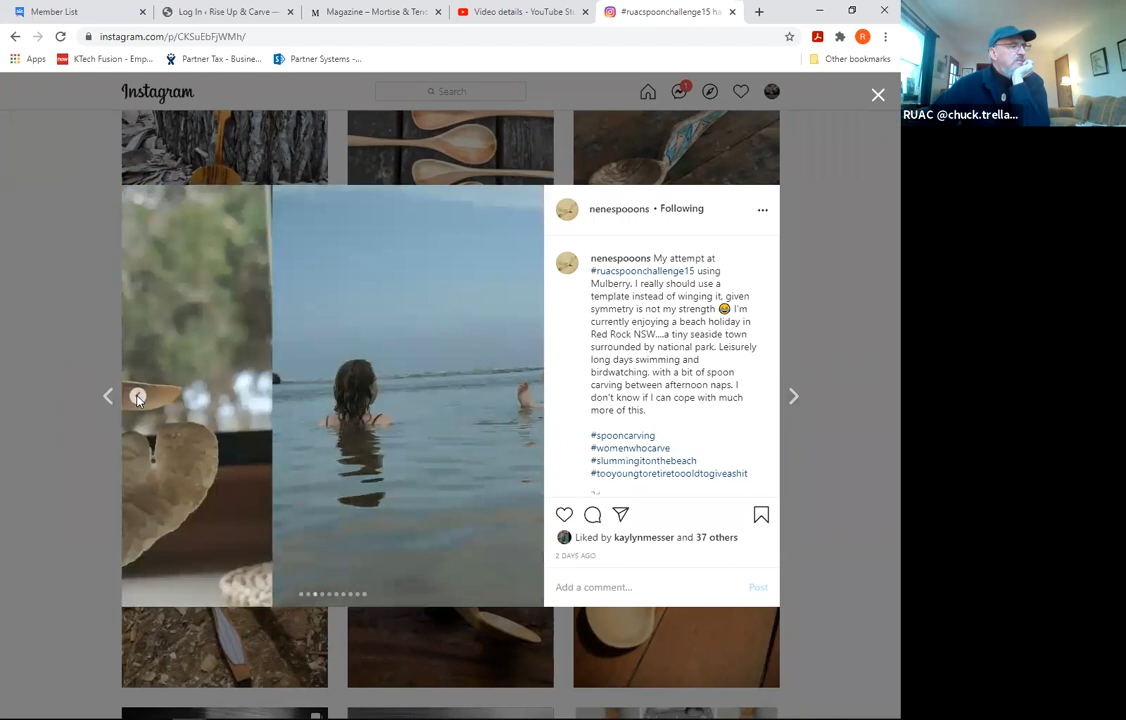 Member List
Log In ‹ Rise Up & Carve —
Magazine – Mortise & Tenc
Video details - YouTube St
#ruacspoonchallenge15 ha
instagram.com/p/CKSuEbFjWMh/
Apps
KTech Fusion - Emp...
Partner Tax - Busine...
Partner Systems -...
Other bookmarks
RUAC @chuck.trella...
Instagram
Search
1
nenespooons • Following
nenespooons My attempt at
#ruacspoonchallenge15 using
Mulberry. I really should use a
template instead of winging it, given
symmetry is not my strength 😂 I'm
currently enjoying a beach holiday in
Red Rock NSW....a tiny seaside town
surrounded by national park. Leisurely
long days swimming and
birdwatching, with a bit of spoon
carving between afternoon naps. I
don't know if I can cope with much
more of this.
#spooncarving
#womenwhocarve
#slummingitonthebeach
#tooyoungtoretiretoooldtogiveashit
Liked by kaylynmesser and 37 others
2 DAYS AGO
Add a comment...
Post